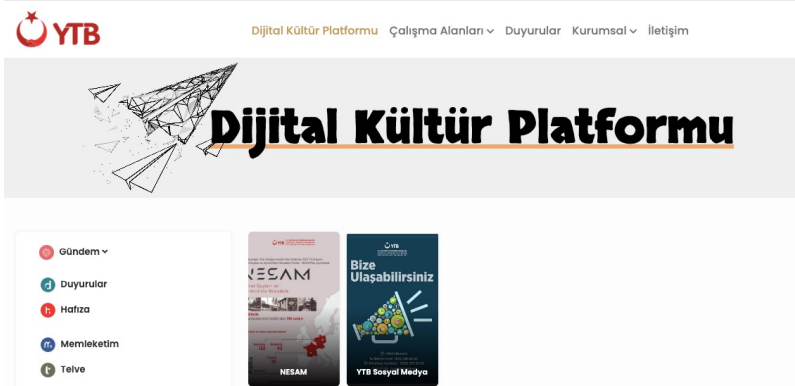 YTB
Dijital Kültür Platformu
Çalışma Alanları
Duyurular
Kurumsal
İletişim
Dijital Kültür Platformu
Gündem
Duyurular
Hafıza
Memleketim
Telve
NESAM
NESAM
YTB
Bize
Ulaşabilirsiniz
YTB Sosyal Medya